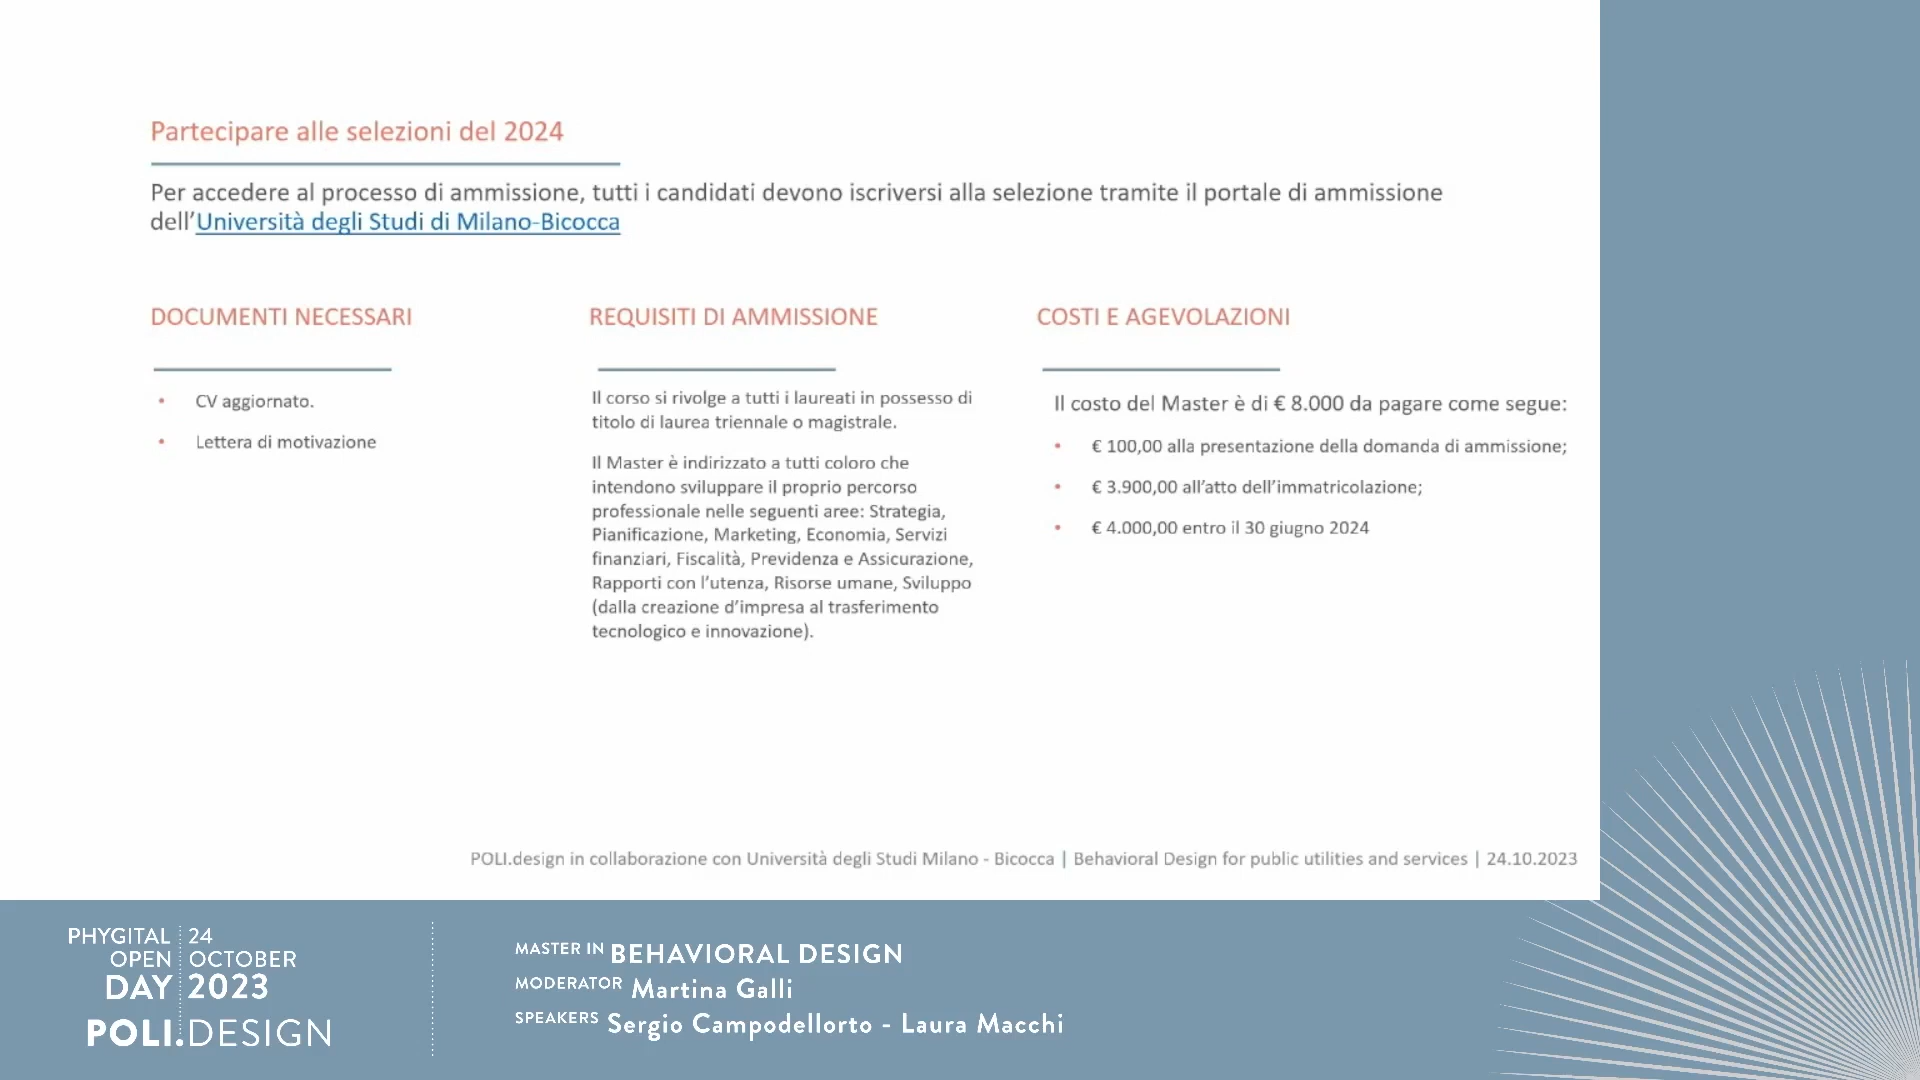 Partecipare alle selezioni del 2024
Per accedere al processo di ammissione, tutti i candidati devono iscriversi alla selezione tramite il portale di ammissione
dell'Università degli Studi di Milano-Bicocca
DOCUMENTI NECESSARI
• CV aggiornato.
• Lettera di motivazione
REQUISITI DI AMMISSIONE
Il corso si rivolge a tutti i laureati in possesso di
titolo di laurea triennale o magistrale.
Il Master è indirizzato a tutti coloro che
intendono sviluppare il proprio percorso
professionale nelle seguenti aree: Strategia,
Pianificazione, Marketing, Economia, Servizi
finanziari, Fiscalità, Previdenza e Assicurazione,
Rapporti con l'utenza, Risorse umane, Sviluppo
(dalla creazione d'impresa al trasferimento
tecnologico e innovazione).
COSTI E AGEVOLAZIONI
Il costo del Master è di € 8.000 da pagare come segue:
• € 100,00 alla presentazione della domanda di ammissione;
• € 3.900,00 all'atto dell'immatricolazione;
• € 4.000,00 entro il 30 giugno 2024
POLI.design in collaborazione con Università degli Studi Milano - Bicocca | Behavioral Design for public utilities and services | 24.10.2023
PHYGITAL 24
OPEN OCTOBER
DAY 2023
POLI.DESIGN
MASTER IN BEHAVIORAL DESIGN
MODERATOR Martina Galli
SPEAKERS Sergio Campodellorto - Laura Macchi